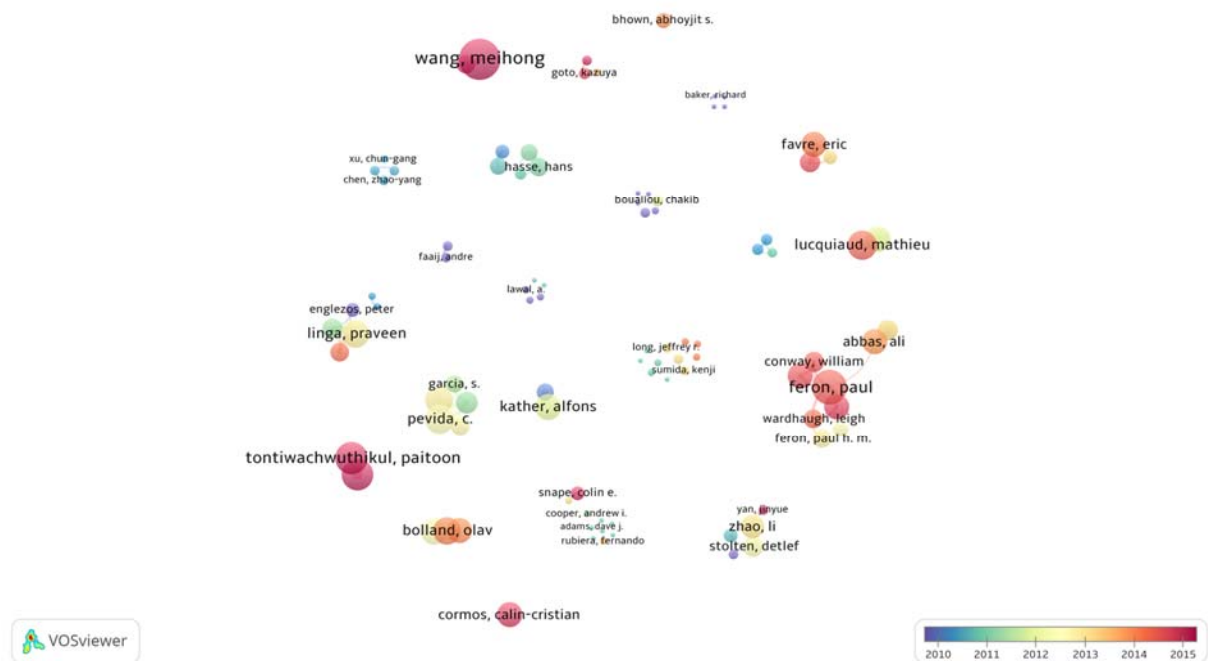 bhown, abhoyjit s.
wang, meihong
goto, kazuya
baker, richard
favre, eric
xu, chun-gang
hasse, hans
chen, zhao-yang
bouallou, chakib
lucquiaud, mathieu
faaij, andre
lawal, a.
englezos, peter
linga, praveen
abbas, ali
long, jeffrey r.
conway, william
sumida, kenji
feron, paul
garcia, s.
kather, alfons
pevida, c.
wardhaugh, leigh
feron, paul h. m.
tontiwachwuthikul, paitoon
snape, colin e.
yan, jinyue
cooper, andrew i.
adams, dave j.
zhao, li
bolland, olav
rubiera, fernando
stolten, detlef
cormos, calin-cristian
VOSviewer
2010 2011 2012 2013 2014 2015